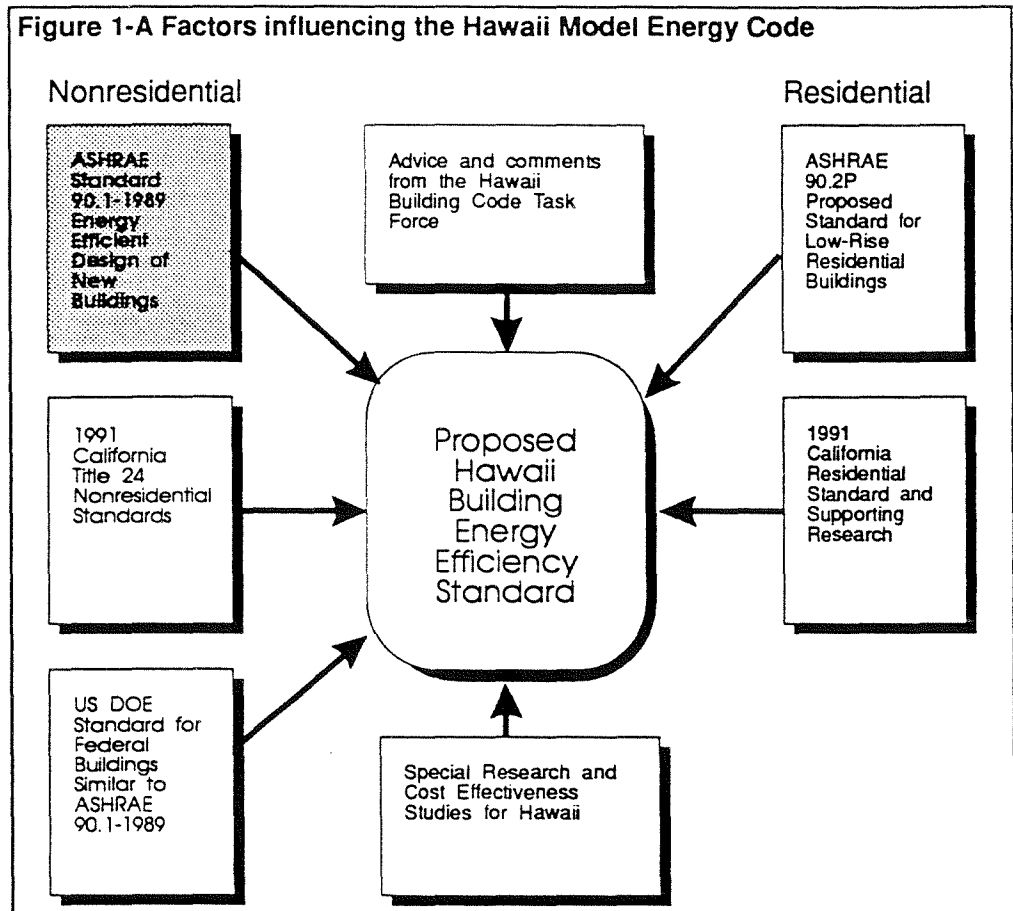 Figure 1-A Factors influencing the Hawaii Model Energy Code
Nonresidential
Residential
ASHRAE
Standard
90.1-1989
Energy
Efficient
Design of
New
Buildings
Advice and comments
from the Hawaii
Building Code Task
Force
ASHRAE
90.2P
Proposed
Standard for
Low-Rise
Residential
Buildings
1991
California
Title 24
Nonresidential
Standards
Proposed
Hawaii
Building
Energy
Efficiency
Standard
1991
California
Residential
Standard and
Supporting
Research
US DOE
Standard for
Federal
Buildings
Similar to
ASHRAE
90.1-1989
Special Research and
Cost Effectiveness
Studies for Hawaii